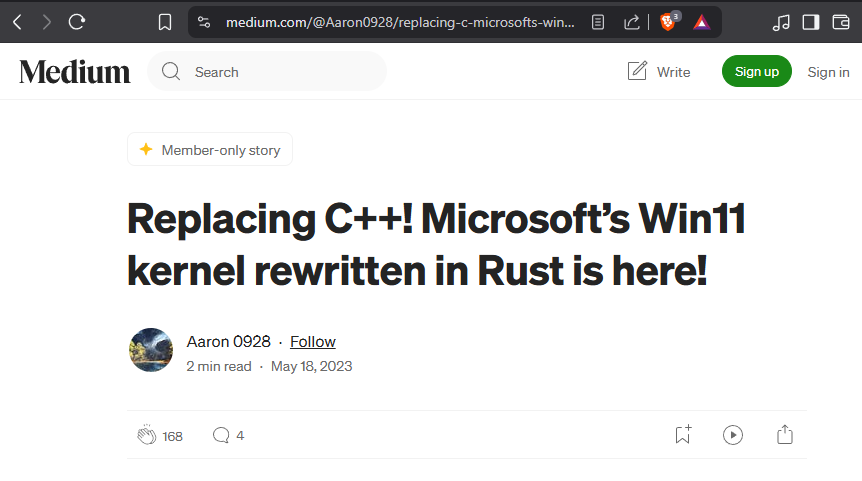 medium.com/@Aaron0928/replacing-c-microsofts-win...
3
Medium
Search
Write
Sign up
Sign in
Member-only story
Replacing C++! Microsoft’s Win11
kernel rewritten in Rust is here!
Aaron 0928 · Follow
2 min read · May 18, 2023
168
4